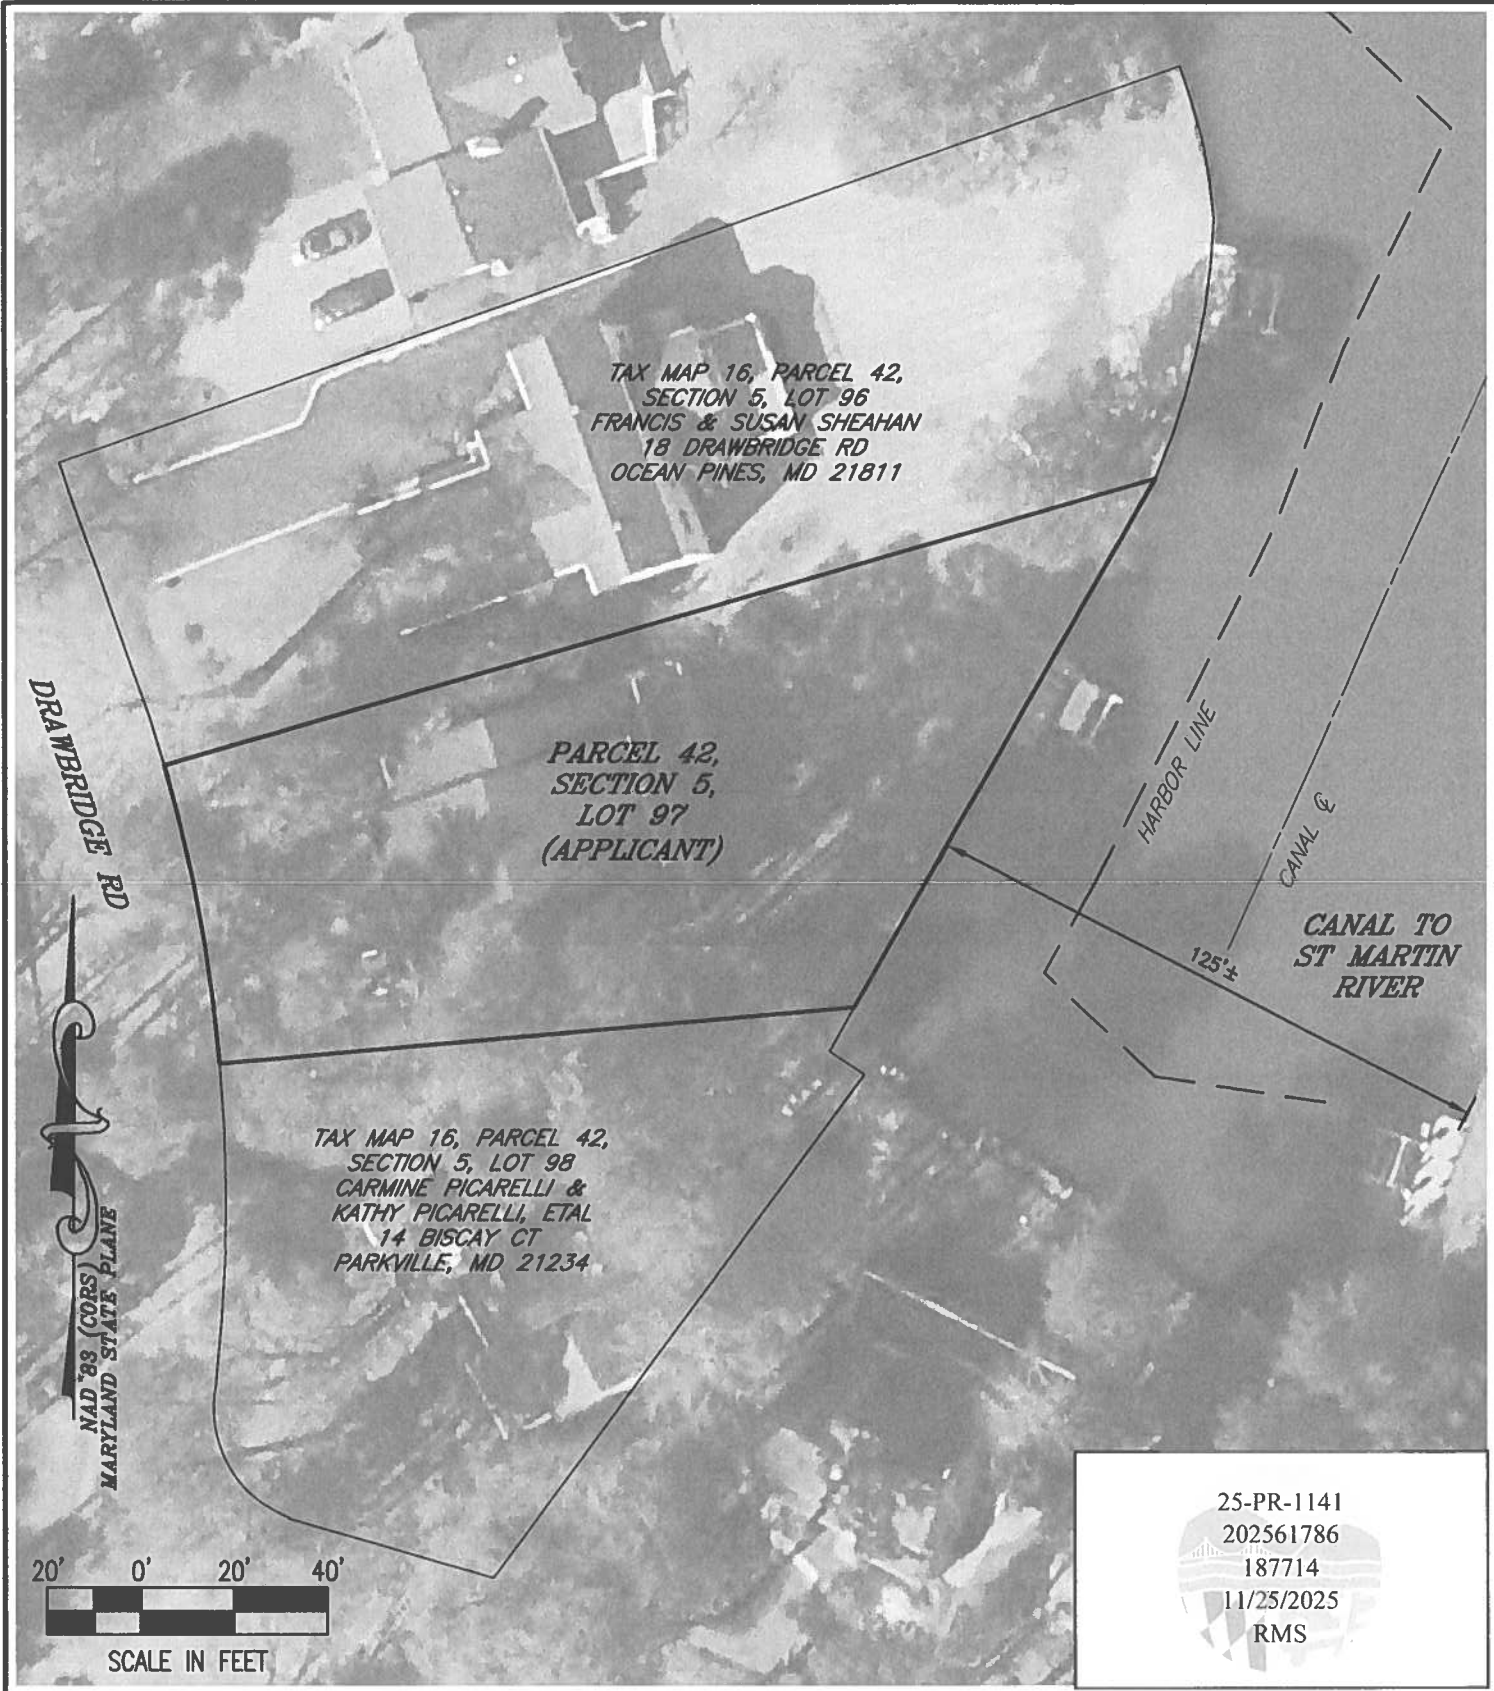 TAX MAP 16, PARCEL 42,
SECTION 5, LOT 96
FRANCIS & SUSAN SHEAHAN
18 DRAWBRIDGE RD
OCEAN PINES, MD 21811
DRAWBRIDGE RD
PARCEL 42,
SECTION 5,
LOT 97
(APPLICANT)
HARBOR LINE
CANAL ℄
125'±
CANAL TO
ST MARTIN
RIVER
TAX MAP 16, PARCEL 42,
SECTION 5, LOT 98
CARMINE PICARELLI &
KATHY PICARELLI, ETAL
14 BISCAY CT
PARKVILLE, MD 21234
NAD '83 (CORS)
MARYLAND STATE PLANE
20' 0' 20' 40'
SCALE IN FEET
25-PR-1141
202561786
187714
11/25/2025
RMS